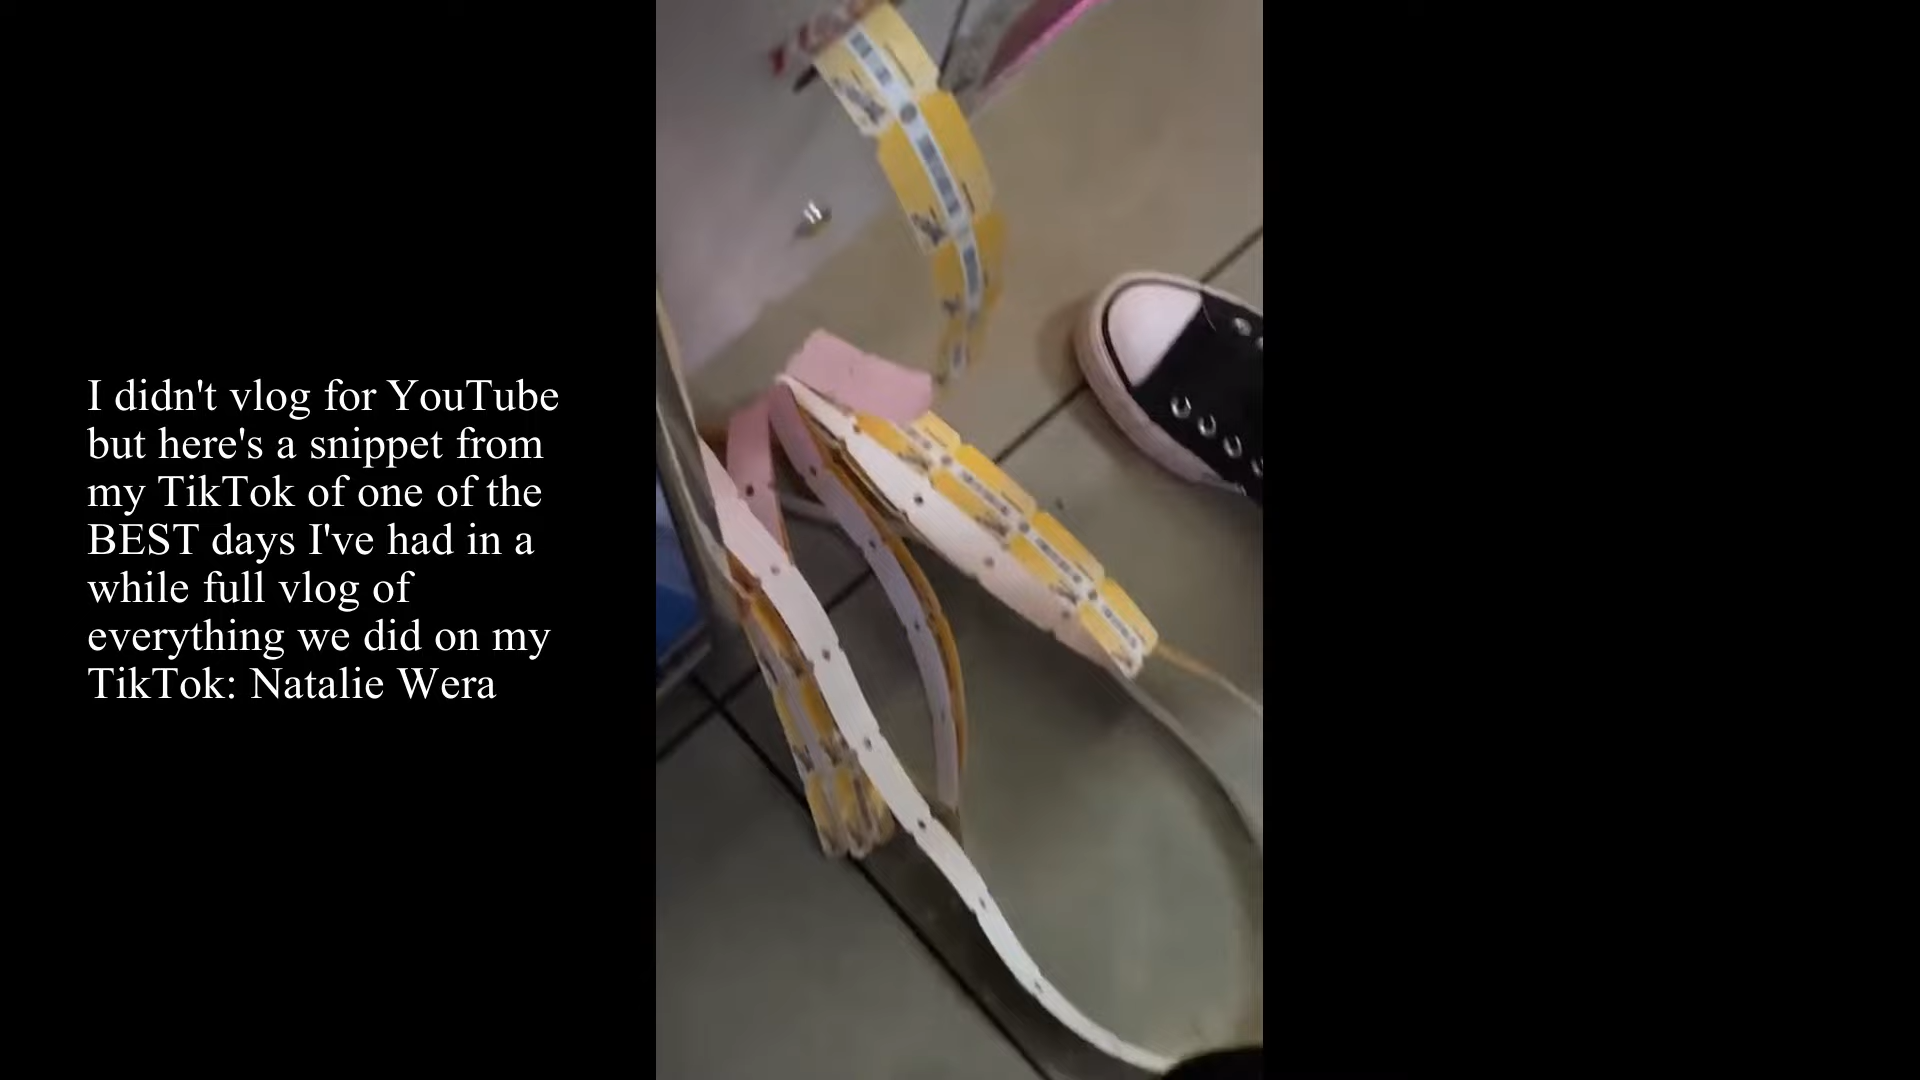 I didn't vlog for YouTube
but here's a snippet from
my TikTok of one of the
BEST days I've had in a
while full vlog of
everything we did on my
TikTok: Natalie Wera